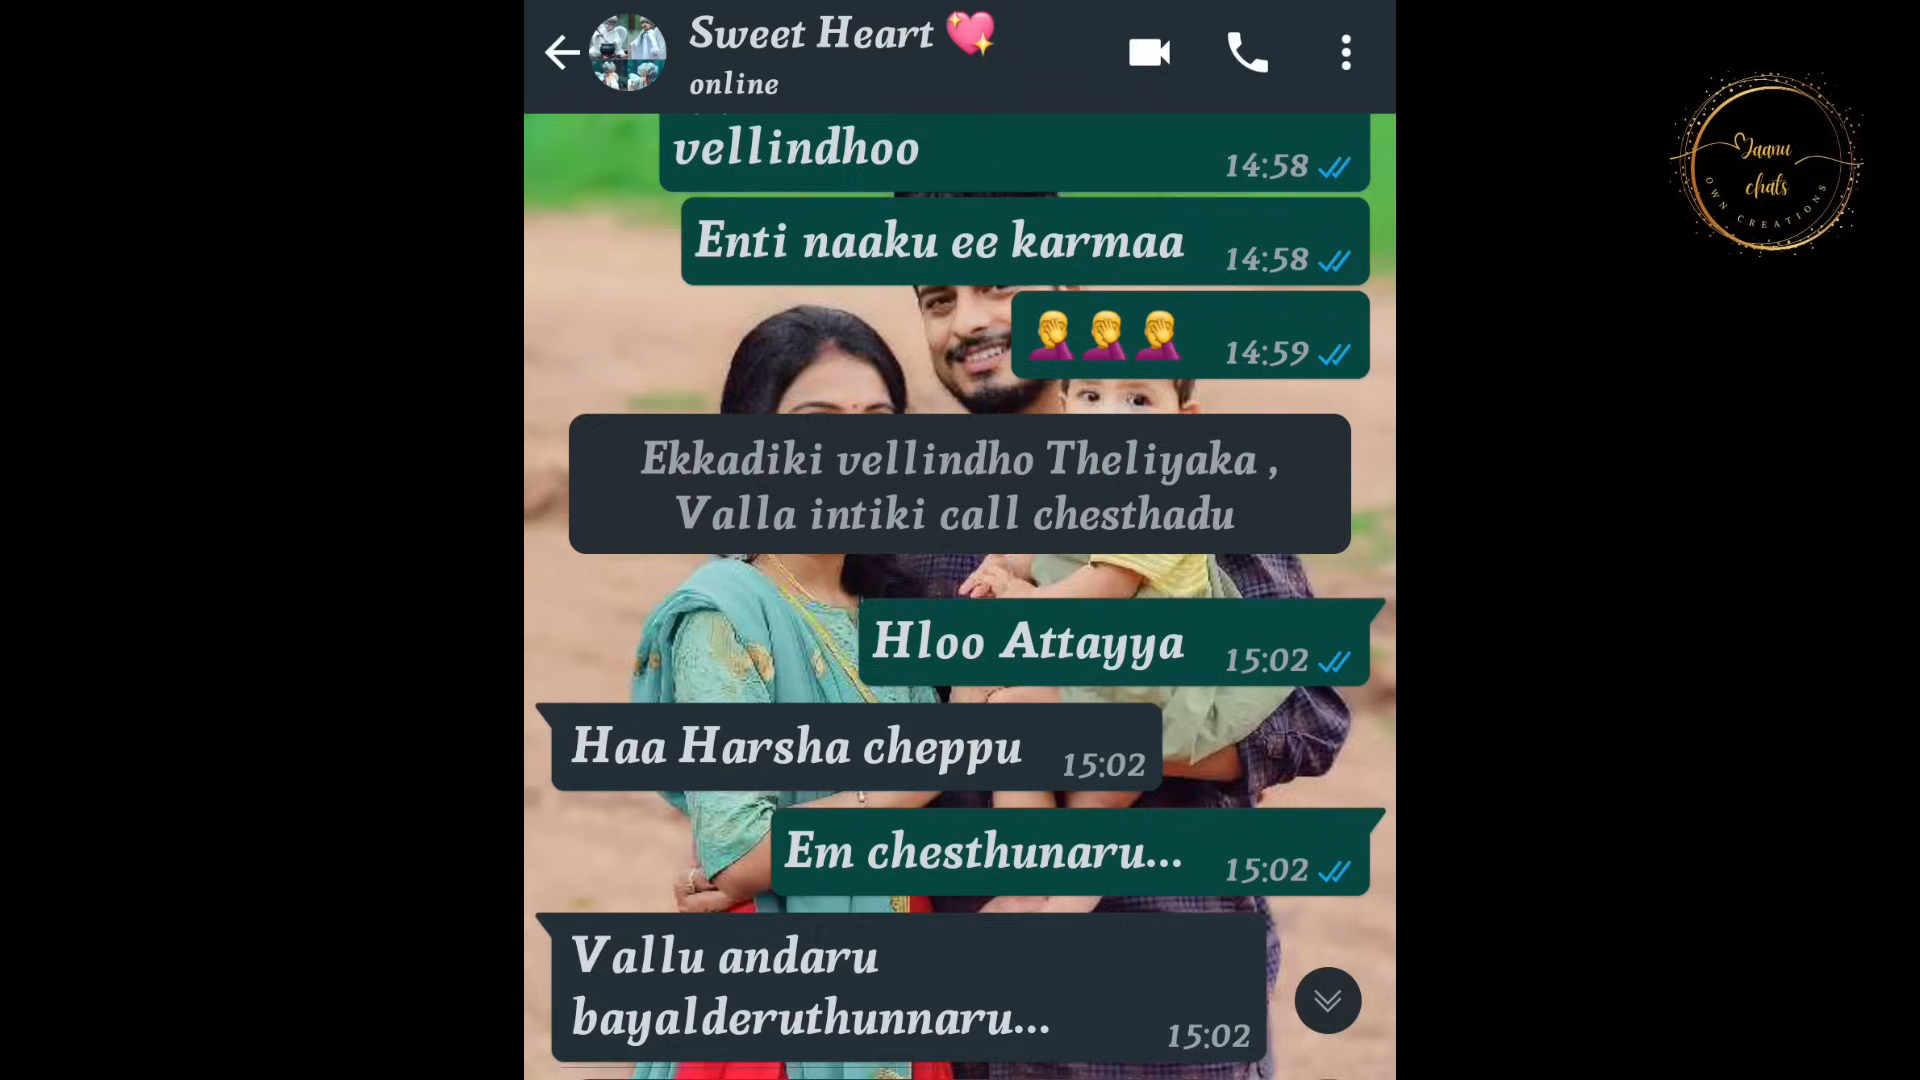 Sweet Heart 💖
online
vellindhoo
14:58
Enti naaku ee karmaa
14:58
🤦🤦🤦
14:59
Ekkadiki vellindho Theliyaka ,
Valla intiki call chesthadu
Hloo Attayya
15:02
Haa Harsha cheppu
15:02
Em chesthunaru...
15:02
Vallu andaru
bayalderuthunnaru...
15:02
Jaanu
chats
OWN CREATIONS